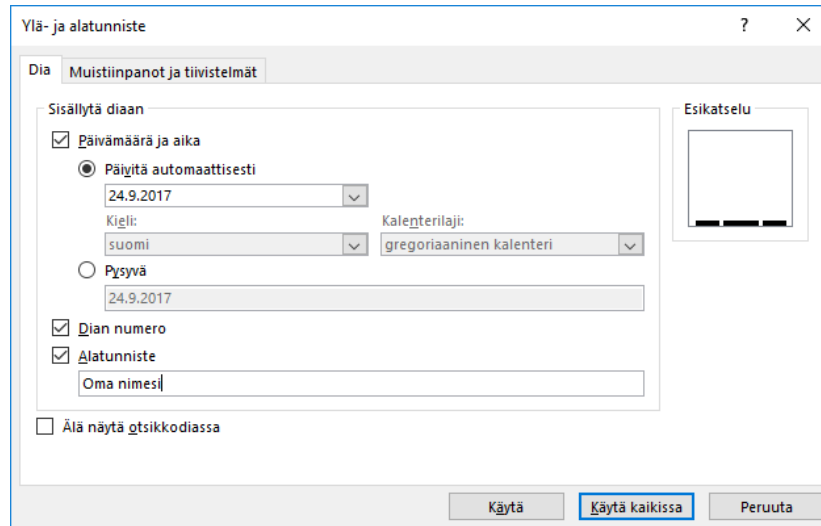 Ylä- ja alatunniste
Dia Muistiinpanot ja tiivistelmät
Sisällytä diaan
Esikatselu
Päivämäärä ja aika
Päivitä automaattisesti
24.9.2017
Kieli: Kalenterilaji:
suomi gregoriaaninen kalenteri
Pysyvä
24.9.2017
Dian numero
Alatunniste
Oma nimesi
Älä näytä otsikkodiassa
Käytä Käytä kaikissa Peruuta